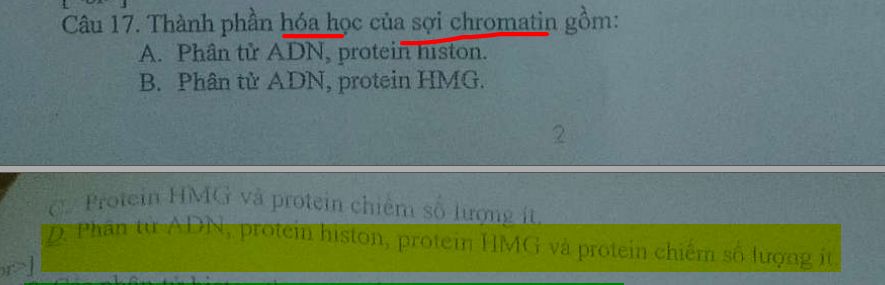 Câu 17. Thành phần hóa học của sợi chromatin gồm:
A. Phân tử ADN, protein histon.
B. Phân tử ADN, protein HMG.
2
C. Protein HMG và protein chiếm số lượng ít.
D. Phân tử ADN, protein histon, protein HMG và protein chiếm số lượng ít.